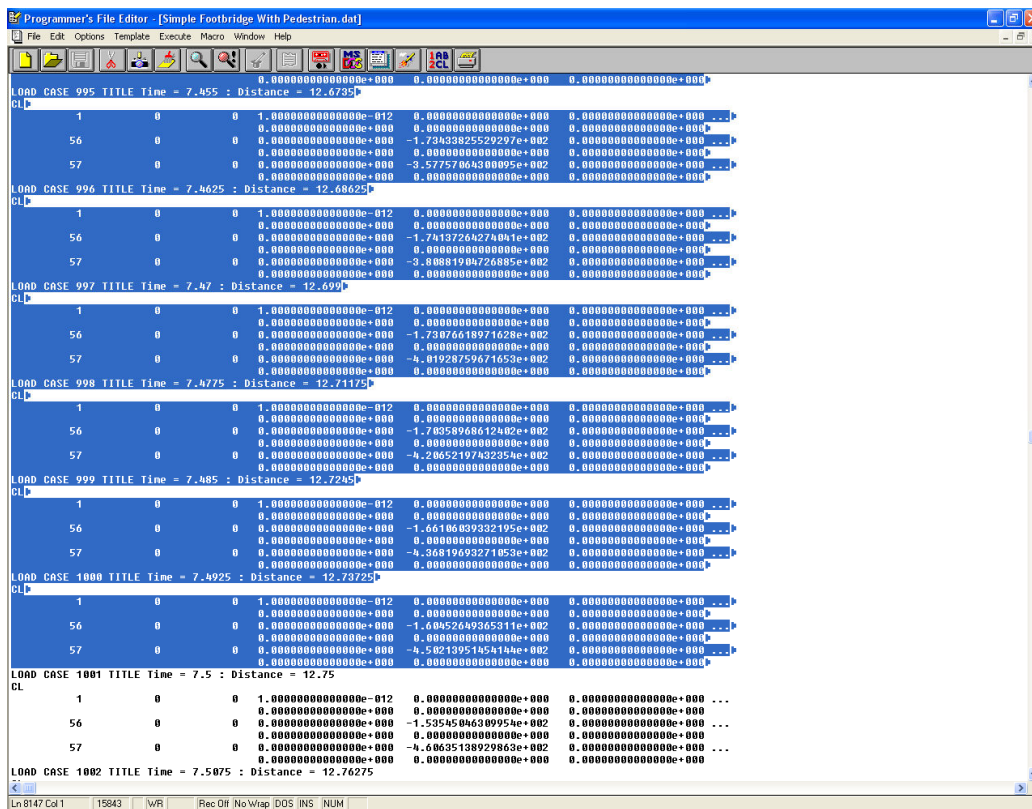 Programmer's File Editor - [Simple Footbridge With Pedestrian.dat]
File Edit Options Template Execute Macro Window Help
0.00000000000000e+000 0.00000000000000e+000 0.00000000000000e+000
LOAD CASE 995 TITLE Time = 7.455 : Distance = 12.6735
CL
1 0 0 1.00000000000000e-012 0.00000000000000e+000 0.00000000000000e+000 ...
0.00000000000000e+000 0.00000000000000e+000 0.00000000000000e+000
56 0 0 0.00000000000000e+000 -1.73433825529297e+002 0.00000000000000e+000 ...
0.00000000000000e+000 0.00000000000000e+000 0.00000000000000e+000
57 0 0 0.00000000000000e+000 -3.57757064300095e+002 0.00000000000000e+000 ...
0.00000000000000e+000 0.00000000000000e+000 0.00000000000000e+000
LOAD CASE 996 TITLE Time = 7.4625 : Distance = 12.68625
CL
1 0 0 1.00000000000000e-012 0.00000000000000e+000 0.00000000000000e+000 ...
0.00000000000000e+000 0.00000000000000e+000 0.00000000000000e+000
56 0 0 0.00000000000000e+000 -1.74137264274041e+002 0.00000000000000e+000 ...
0.00000000000000e+000 0.00000000000000e+000 0.00000000000000e+000
57 0 0 0.00000000000000e+000 -3.80881904726885e+002 0.00000000000000e+000 ...
0.00000000000000e+000 0.00000000000000e+000 0.00000000000000e+000
LOAD CASE 997 TITLE Time = 7.47 : Distance = 12.699
CL
1 0 0 1.00000000000000e-012 0.00000000000000e+000 0.00000000000000e+000 ...
0.00000000000000e+000 0.00000000000000e+000 0.00000000000000e+000
56 0 0 0.00000000000000e+000 -1.73076618971628e+002 0.00000000000000e+000 ...
0.00000000000000e+000 0.00000000000000e+000 0.00000000000000e+000
57 0 0 0.00000000000000e+000 -4.01928759671653e+002 0.00000000000000e+000 ...
0.00000000000000e+000 0.00000000000000e+000 0.00000000000000e+000
LOAD CASE 998 TITLE Time = 7.4775 : Distance = 12.71175
CL
1 0 0 1.00000000000000e-012 0.00000000000000e+000 0.00000000000000e+000 ...
0.00000000000000e+000 0.00000000000000e+000 0.00000000000000e+000
56 0 0 0.00000000000000e+000 -1.70358968612402e+002 0.00000000000000e+000 ...
0.00000000000000e+000 0.00000000000000e+000 0.00000000000000e+000
57 0 0 0.00000000000000e+000 -4.20652197432354e+002 0.00000000000000e+000 ...
0.00000000000000e+000 0.00000000000000e+000 0.00000000000000e+000
LOAD CASE 999 TITLE Time = 7.485 : Distance = 12.7245
CL
1 0 0 1.00000000000000e-012 0.00000000000000e+000 0.00000000000000e+000 ...
0.00000000000000e+000 0.00000000000000e+000 0.00000000000000e+000
56 0 0 0.00000000000000e+000 -1.66106039332195e+002 0.00000000000000e+000 ...
0.00000000000000e+000 0.00000000000000e+000 0.00000000000000e+000
57 0 0 0.00000000000000e+000 -4.36819693271053e+002 0.00000000000000e+000 ...
0.00000000000000e+000 0.00000000000000e+000 0.00000000000000e+000
LOAD CASE 1000 TITLE Time = 7.4925 : Distance = 12.73725
CL
1 0 0 1.00000000000000e-012 0.00000000000000e+000 0.00000000000000e+000 ...
0.00000000000000e+000 0.00000000000000e+000 0.00000000000000e+000
56 0 0 0.00000000000000e+000 -1.60452649365311e+002 0.00000000000000e+000 ...
0.00000000000000e+000 0.00000000000000e+000 0.00000000000000e+000
57 0 0 0.00000000000000e+000 -4.50213951454144e+002 0.00000000000000e+000 ...
0.00000000000000e+000 0.00000000000000e+000 0.00000000000000e+000
LOAD CASE 1001 TITLE Time = 7.5 : Distance = 12.75
CL
1 0 0 1.00000000000000e-012 0.00000000000000e+000 0.00000000000000e+000 ...
0.00000000000000e+000 0.00000000000000e+000 0.00000000000000e+000
56 0 0 0.00000000000000e+000 -1.53545046309954e+002 0.00000000000000e+000 ...
0.00000000000000e+000 0.00000000000000e+000 0.00000000000000e+000
57 0 0 0.00000000000000e+000 -4.60635138929863e+002 0.00000000000000e+000 ...
0.00000000000000e+000 0.00000000000000e+000 0.00000000000000e+000
LOAD CASE 1002 TITLE Time = 7.5075 : Distance = 12.76275
Ln 8147 Col 1 15843 WR Rec Off No Wrap DOS INS NUM